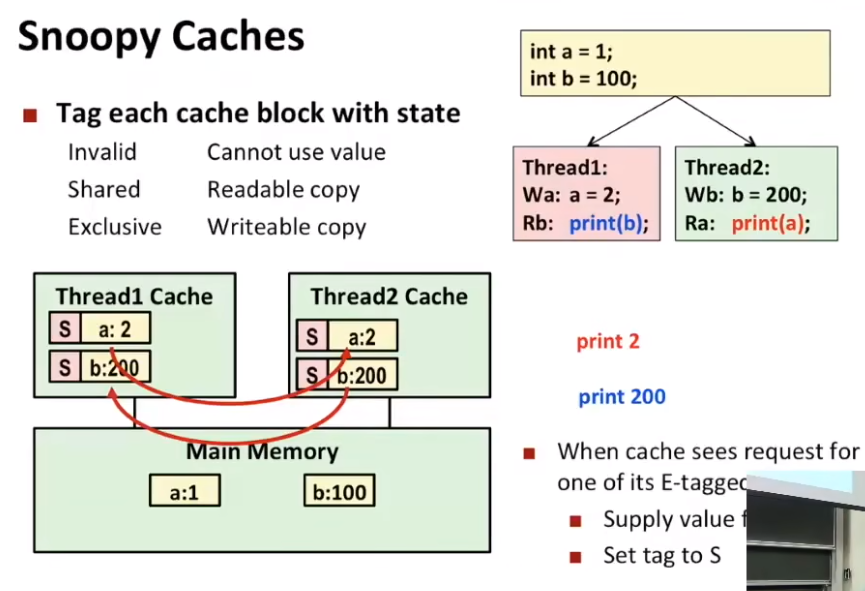 Snoopy Caches
Tag each cache block with state
Invalid Cannot use value
Shared Readable copy
Exclusive Writeable copy
int a = 1;
int b = 100;
Thread1:
Wa: a = 2;
Rb: print(b);
Thread2:
Wb: b = 200;
Ra: print(a);
Thread1 Cache
S a: 2
S b:200
Thread2 Cache
S a:2
S b:200
Main Memory
a:1 b:100
print 2
print 200
When cache sees request for
one of its E-tagged
Supply value
Set tag to S